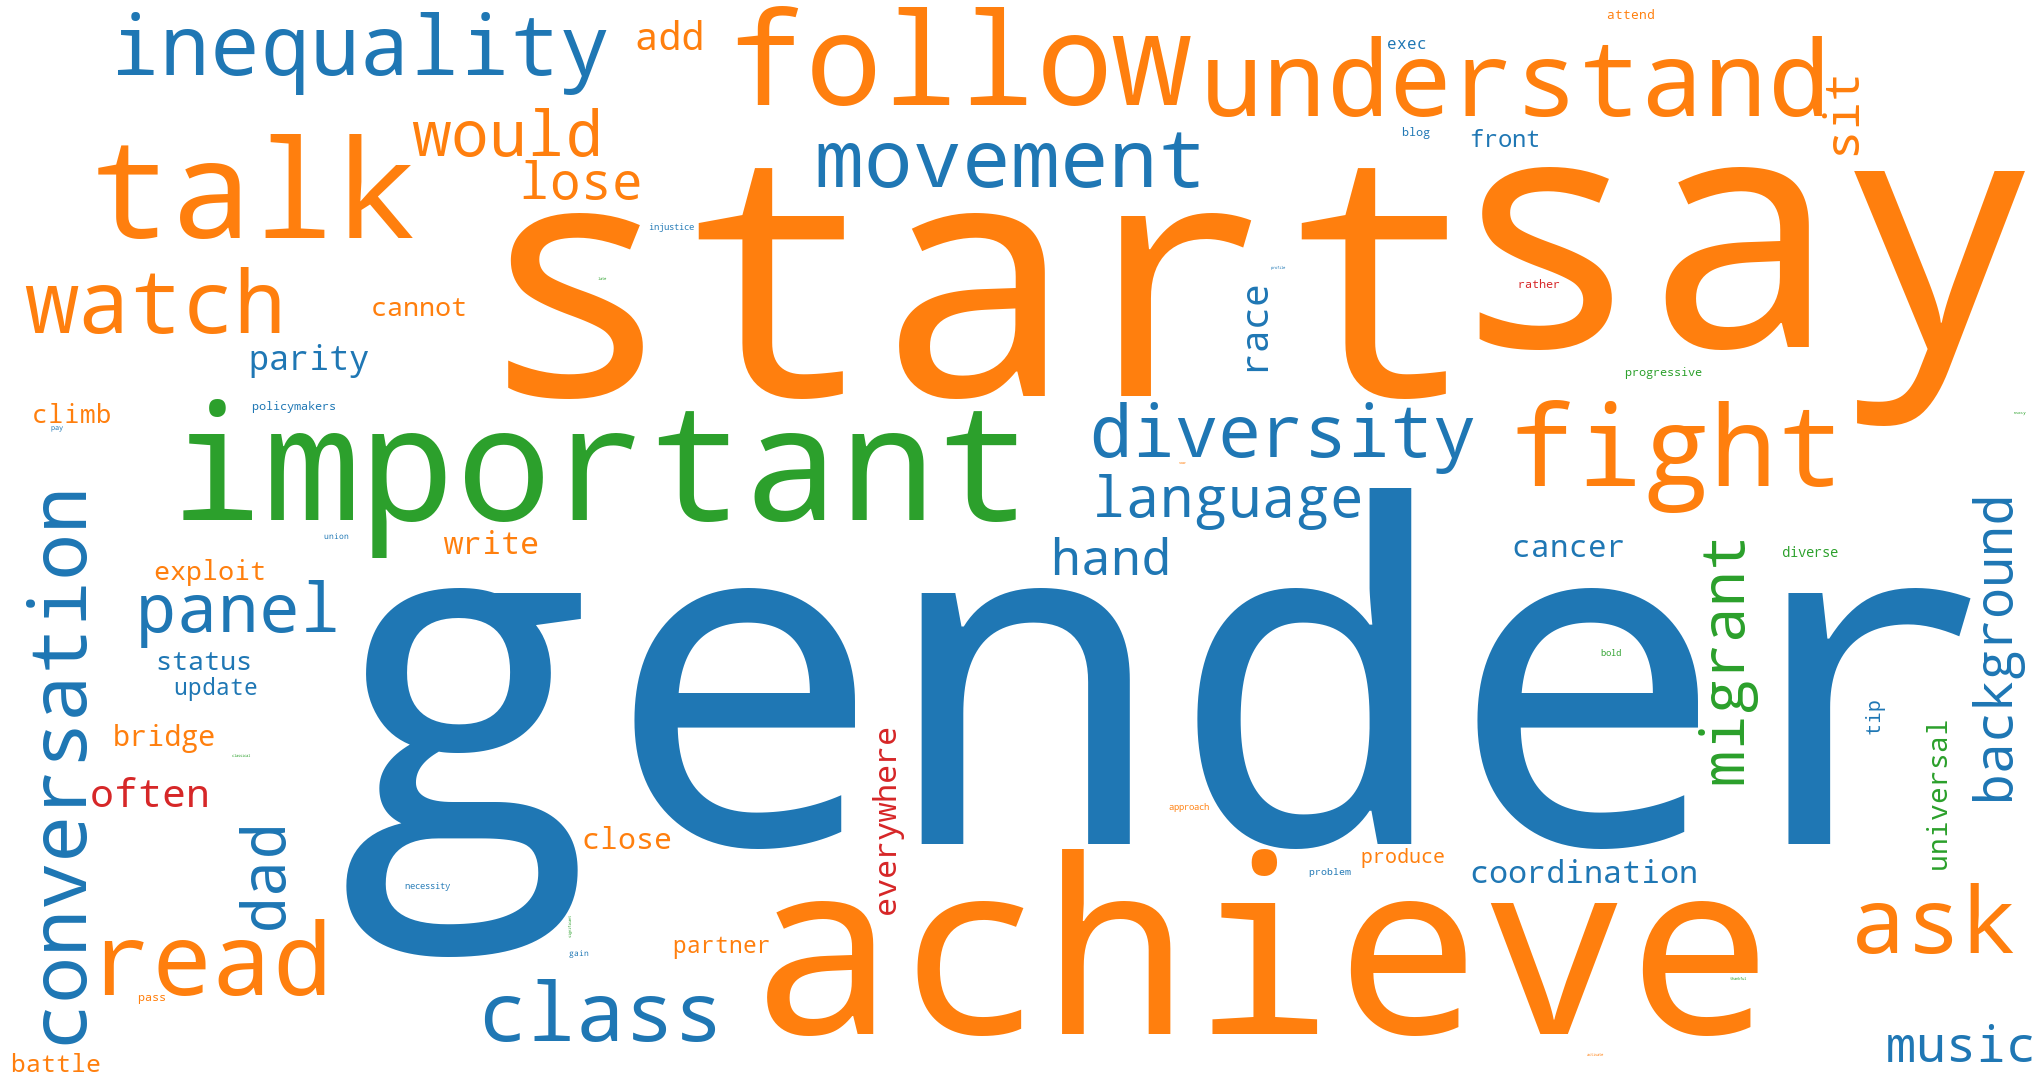 inequality
add
follow
understand
exec
attend
sit
talk
would
lose
movement
blog
front
start
say
injustice
watch
cannot
race
profile
rather
parity
progressive
climb
pay
policymakers
important
diversity
fight
language
conversation
union
write
hand
cancer
migrant
diverse
background
exploit
panel
gender
status
update
bold
tip
bridge
universal
often
everywhere
approach
dad
close
produce
problem
coordination
necessity
achieve
ask
read
partner
gain
pass
class
music
battle